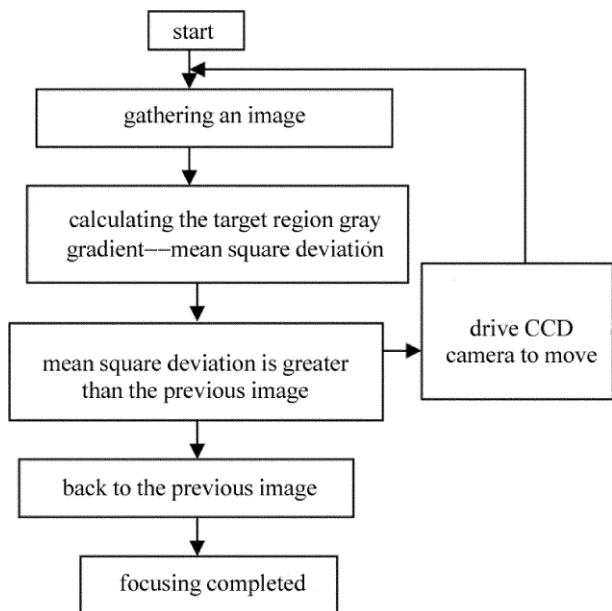 start
gathering an image
calculating the target region gray
gradient—mean square deviation
mean square deviation is greater
than the previous image
drive CCD
camera to move
back to the previous image
focusing completed